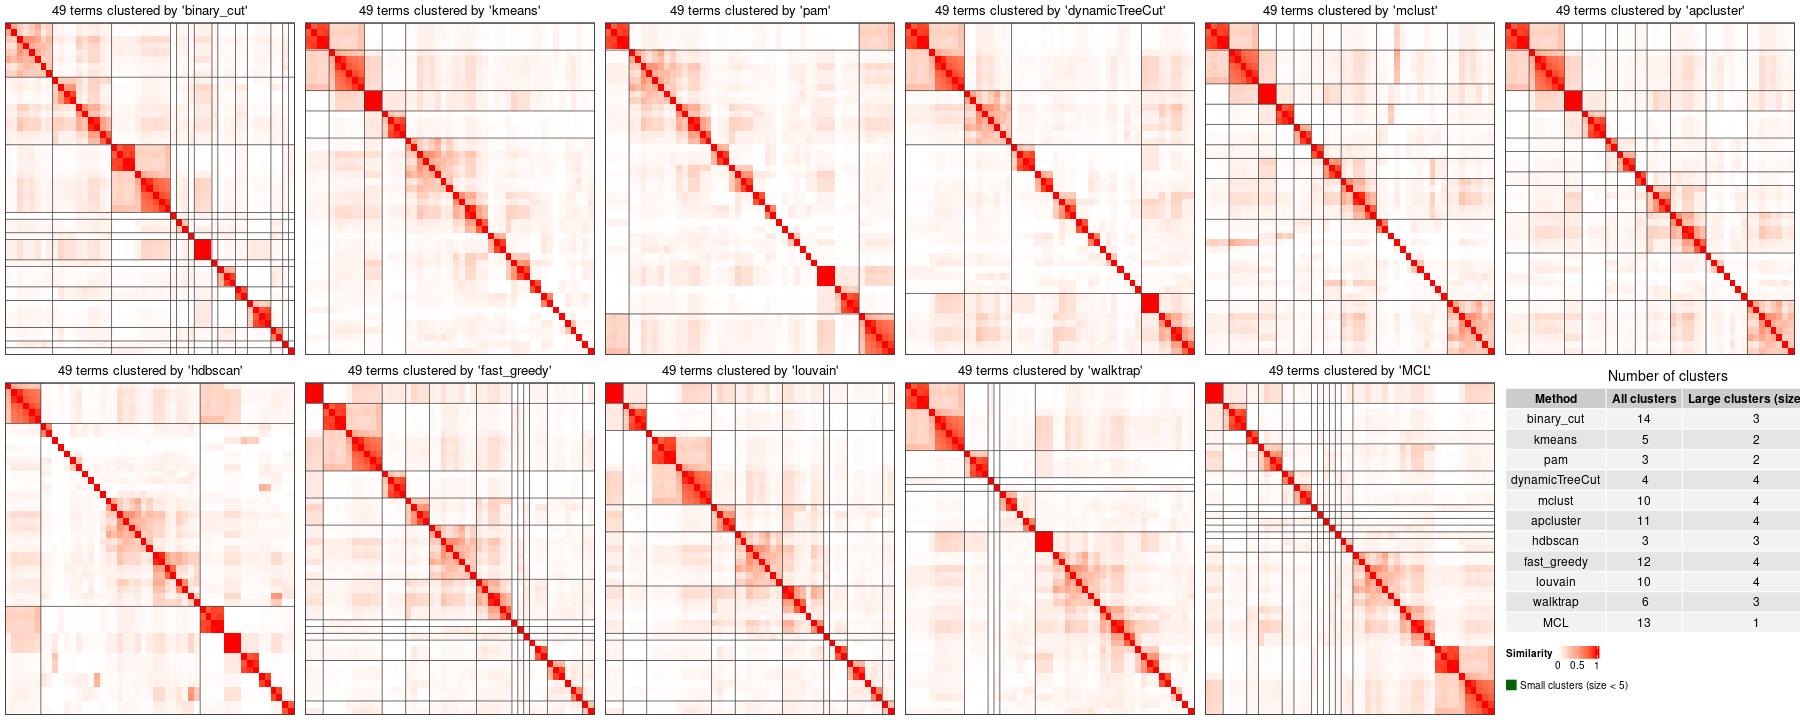 49 terms clustered by 'binary_cut'
49 terms clustered by 'kmeans'
49 terms clustered by 'pam'
49 terms clustered by 'dynamicTreeCut'
49 terms clustered by 'mclust'
49 terms clustered by 'apcluster'
49 terms clustered by 'hdbscan'
49 terms clustered by 'fast_greedy'
49 terms clustered by 'louvain'
49 terms clustered by 'walktrap'
49 terms clustered by 'MCL'
Number of clusters
Method All clusters Large clusters (size
binary_cut 14 3
kmeans 5 2
pam 3 2
dynamicTreeCut 4 4
mclust 10 4
apcluster 11 4
hdbscan 3 3
fast_greedy 12 4
louvain 10 4
walktrap 6 3
MCL 13 1
Similarity
0 0.5 1
Small clusters (size < 5)